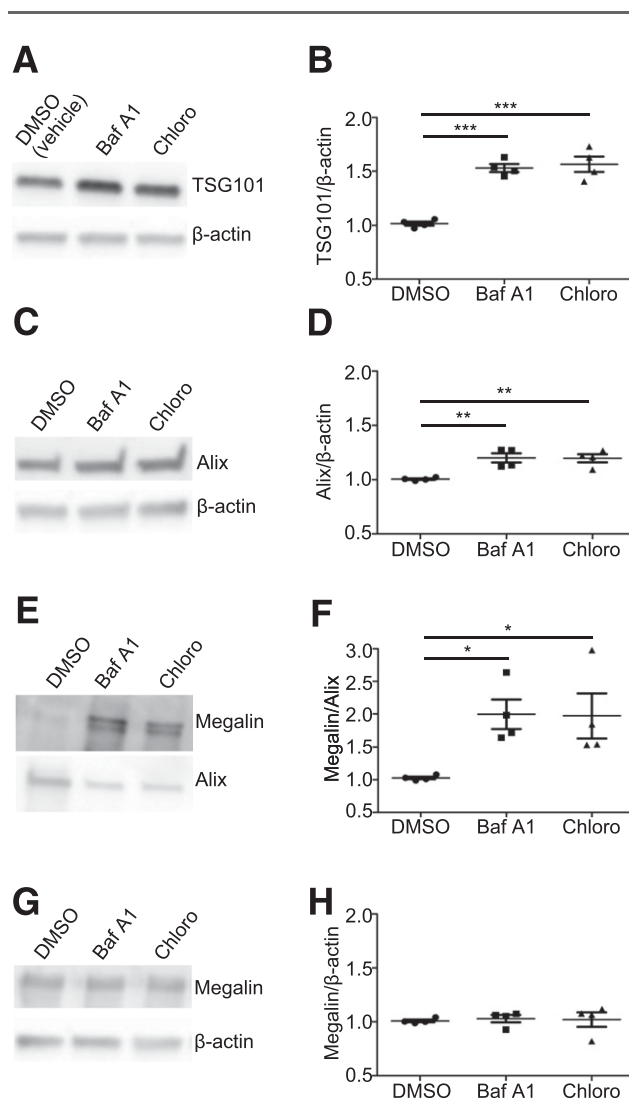 A
DMSO
(vehicle)
Baf A1
Chloro
TSG101
β-actin
B
TSG101/β-actin
2.0
1.5
1.0
0.5
***
***
DMSO
Baf A1
Chloro
C
DMSO
Baf A1
Chloro
Alix
β-actin
D
Alix/β-actin
2.0
1.5
1.0
0.5
**
**
DMSO
Baf A1
Chloro
E
DMSO
Baf A1
Chloro
Megalin
Alix
F
Megalin/Alix
3.0
2.5
2.0
1.5
1.0
0.5
*
*
DMSO
Baf A1
Chloro
G
DMSO
Baf A1
Chloro
Megalin
β-actin
H
Megalin/β-actin
2.0
1.5
1.0
0.5
DMSO
Baf A1
Chloro